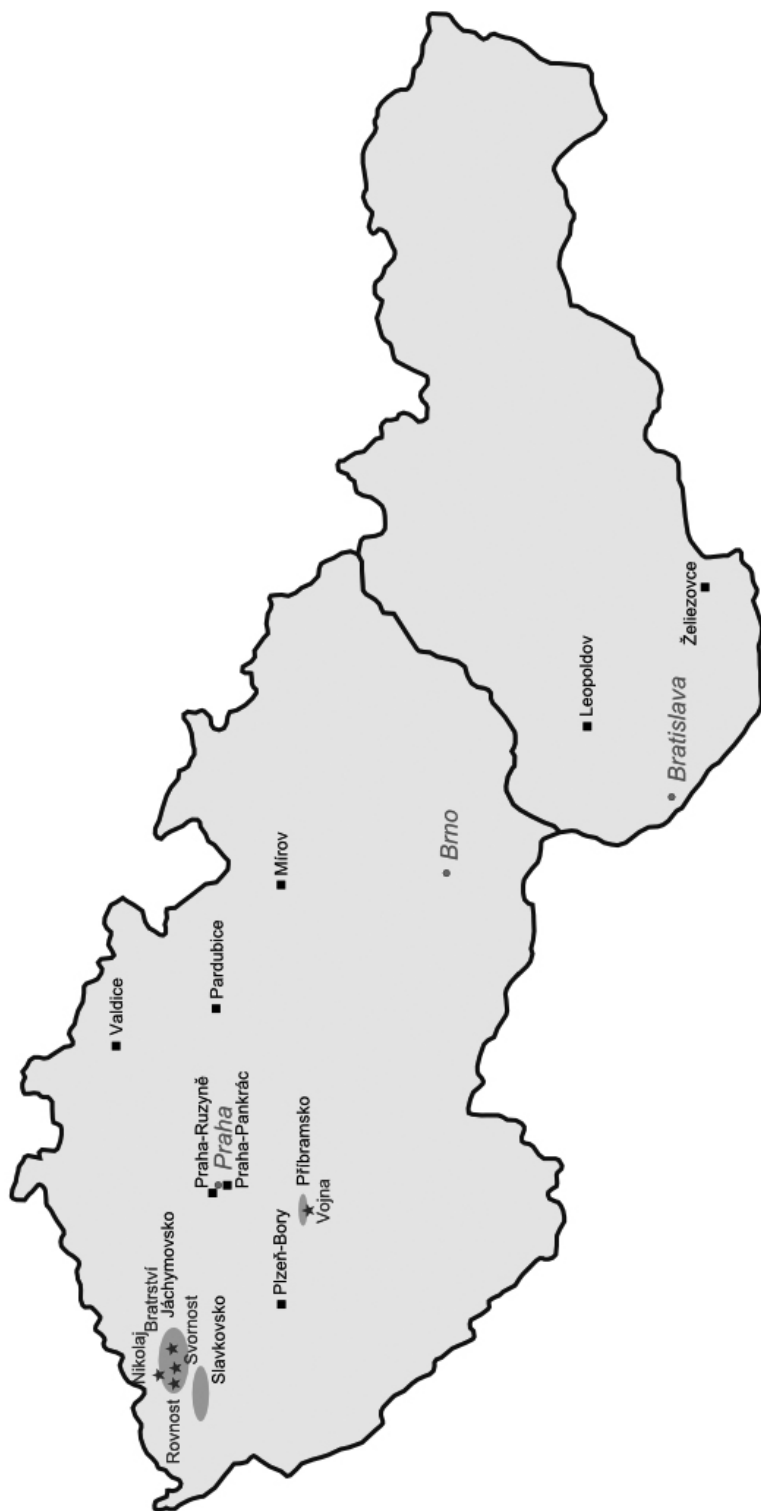 Nikolaj
Bratrství
Jáchymovsko
Rovnost
Svornost
Slavkovsko
Valdice
Praha-Ruzyně
Praha
Praha-Pankrác
Pardubice
Plzeň-Bory
Příbramsko
Vojna
Mírov
Brno
Leopoldov
Bratislava
Želiezovce